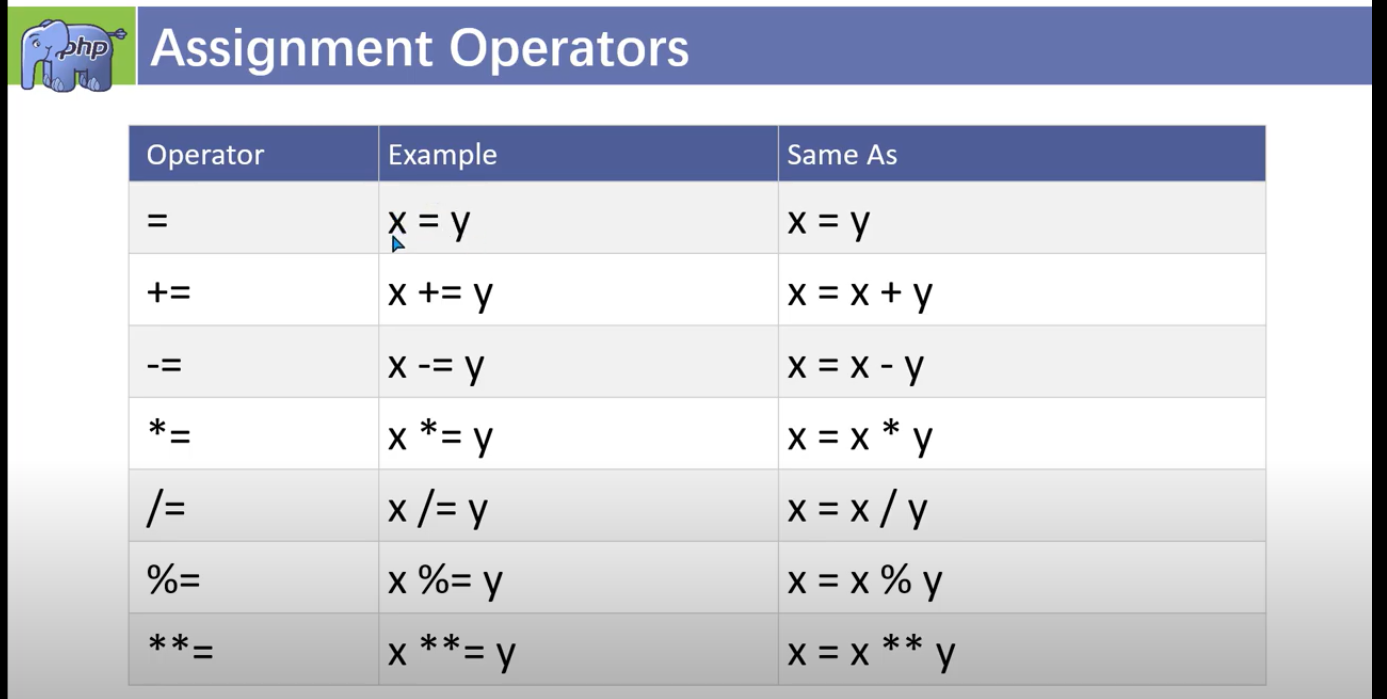 php
Assignment Operators
Operator Example Same As
= x = y x = y
+= x += y x = x + y
-= x -= y x = x - y
*= x *= y x = x * y
/= x /= y x = x / y
%= x %= y x = x % y
**= x **= y x = x ** y